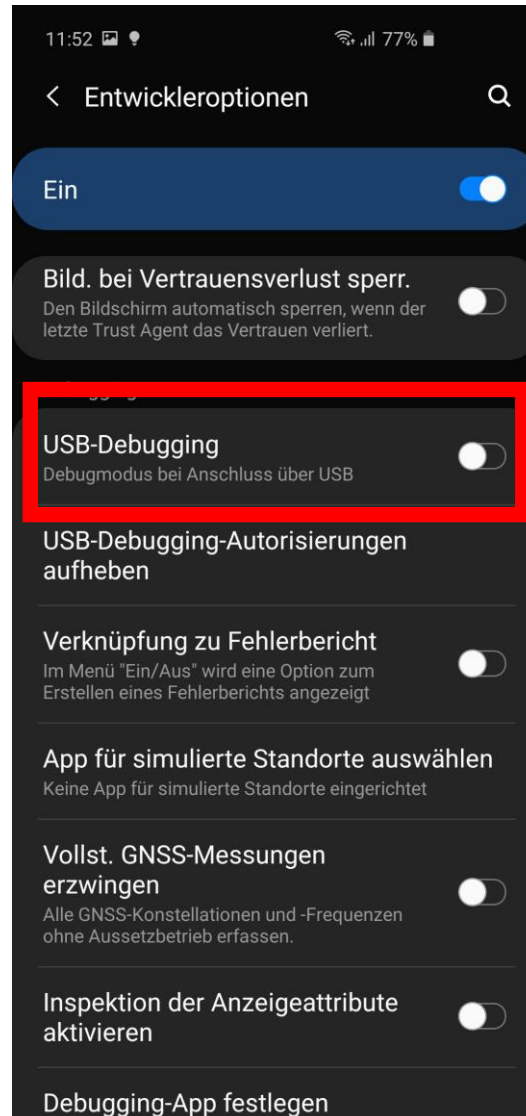 11:52 77%
Entwickleroptionen
Ein
Bild. bei Vertrauensverlust sperr.
Den Bildschirm automatisch sperren, wenn der
letzte Trust Agent das Vertrauen verliert.
USB-Debugging
Debugmodus bei Anschluss über USB
USB-Debugging-Autorisierungen
aufheben
Verknüpfung zu Fehlerbericht
Im Menü "Ein/Aus" wird eine Option zum
Erstellen eines Fehlerberichts angezeigt
App für simulierte Standorte auswählen
Keine App für simulierte Standorte eingerichtet
Vollst. GNSS-Messungen
erzwingen
Alle GNSS-Konstellationen und -Frequenzen
ohne Aussetzbetrieb erfassen.
Inspektion der Anzeigeattribute
aktivieren
Debugging-App festlegen